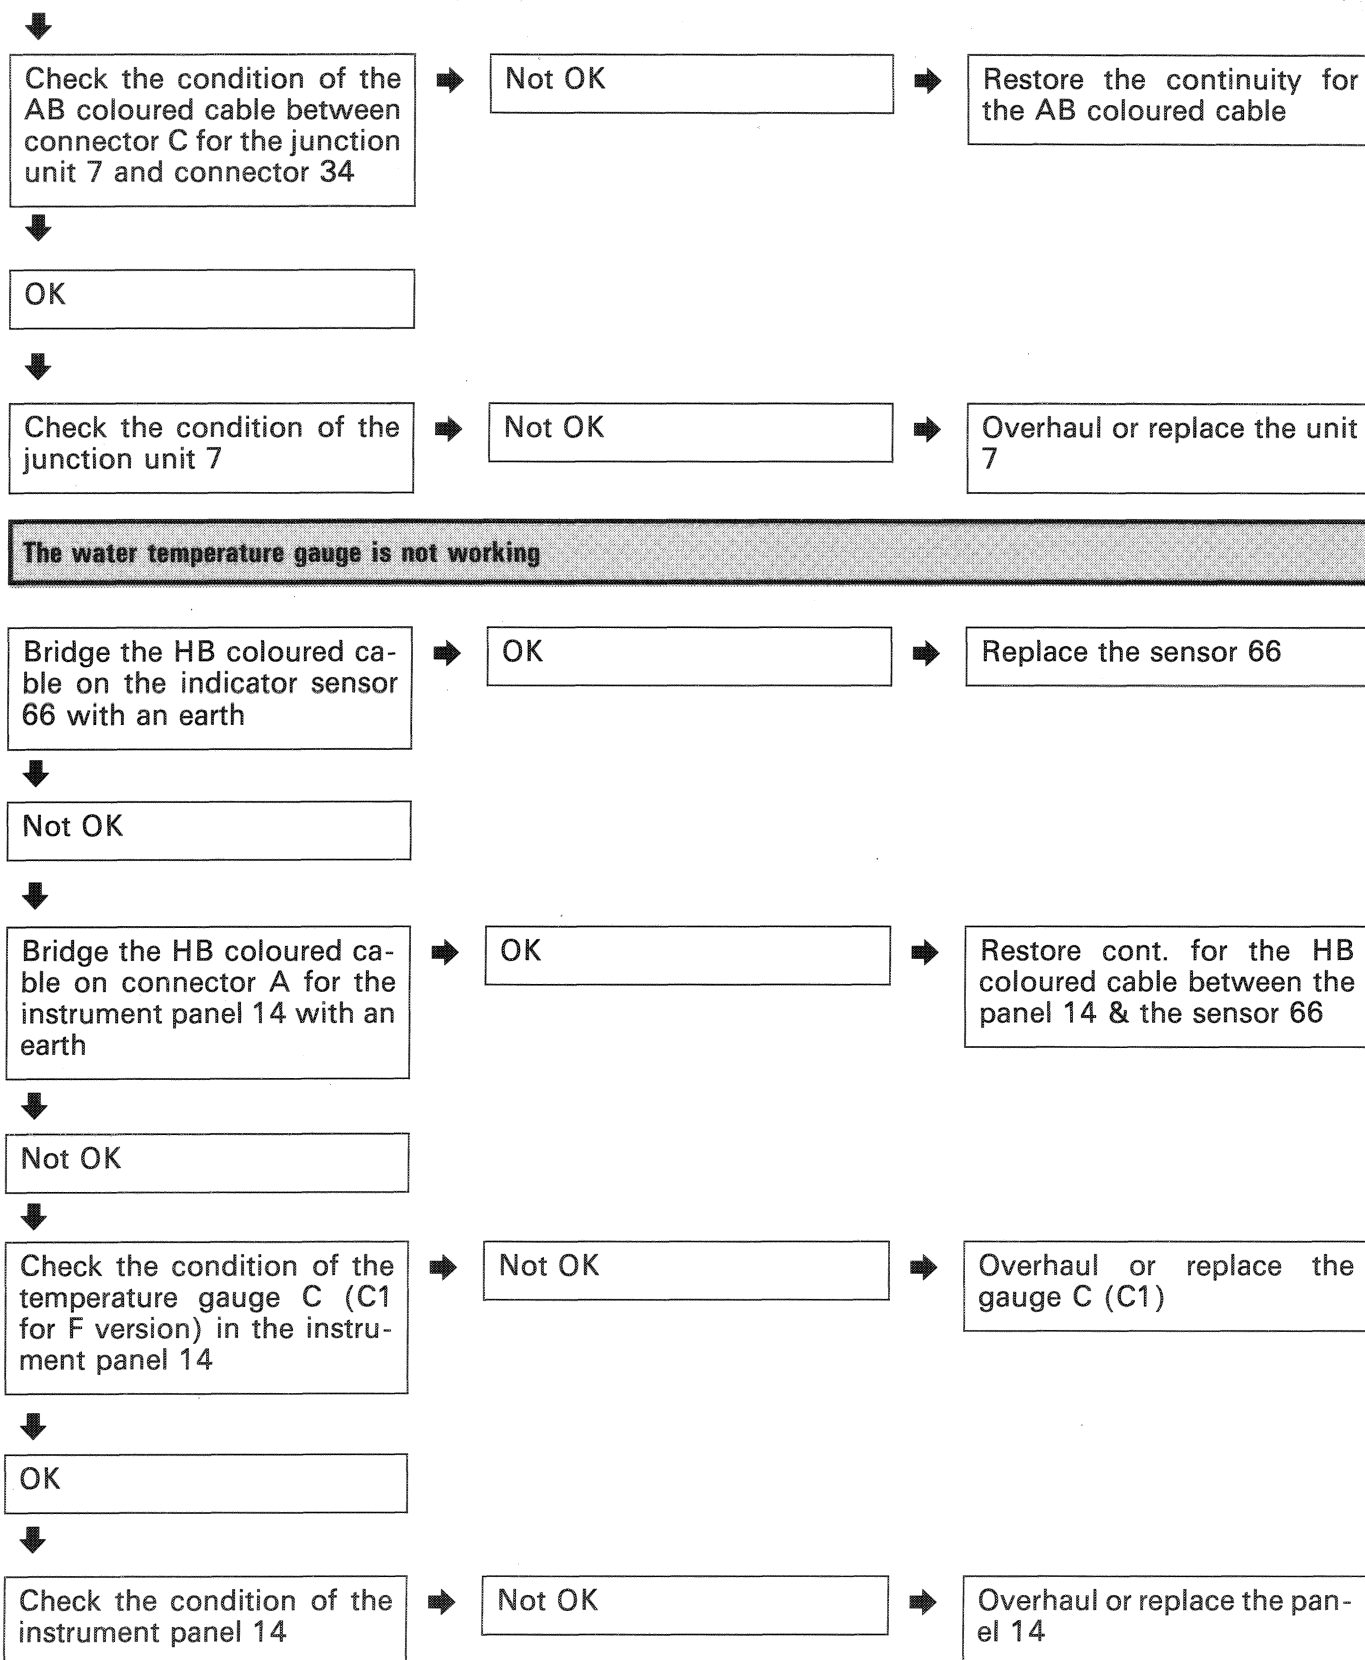 Check the condition of the
AB coloured cable between
connector C for the junction
unit 7 and connector 34
Not OK
Restore the continuity for
the AB coloured cable
OK
Check the condition of the
junction unit 7
Not OK
Overhaul or replace the unit
7
The water temperature gauge is not working
Bridge the HB coloured ca-
ble on the indicator sensor
66 with an earth
OK
Replace the sensor 66
Not OK
Bridge the HB coloured ca-
ble on connector A for the
instrument panel 14 with an
earth
OK
Restore cont. for the HB
coloured cable between the
panel 14 & the sensor 66
Not OK
Check the condition of the
temperature gauge C (C1
for F version) in the instru-
ment panel 14
Not OK
Overhaul or replace the
gauge C (C1)
OK
Check the condition of the
instrument panel 14
Not OK
Overhaul or replace the pan-
el 14